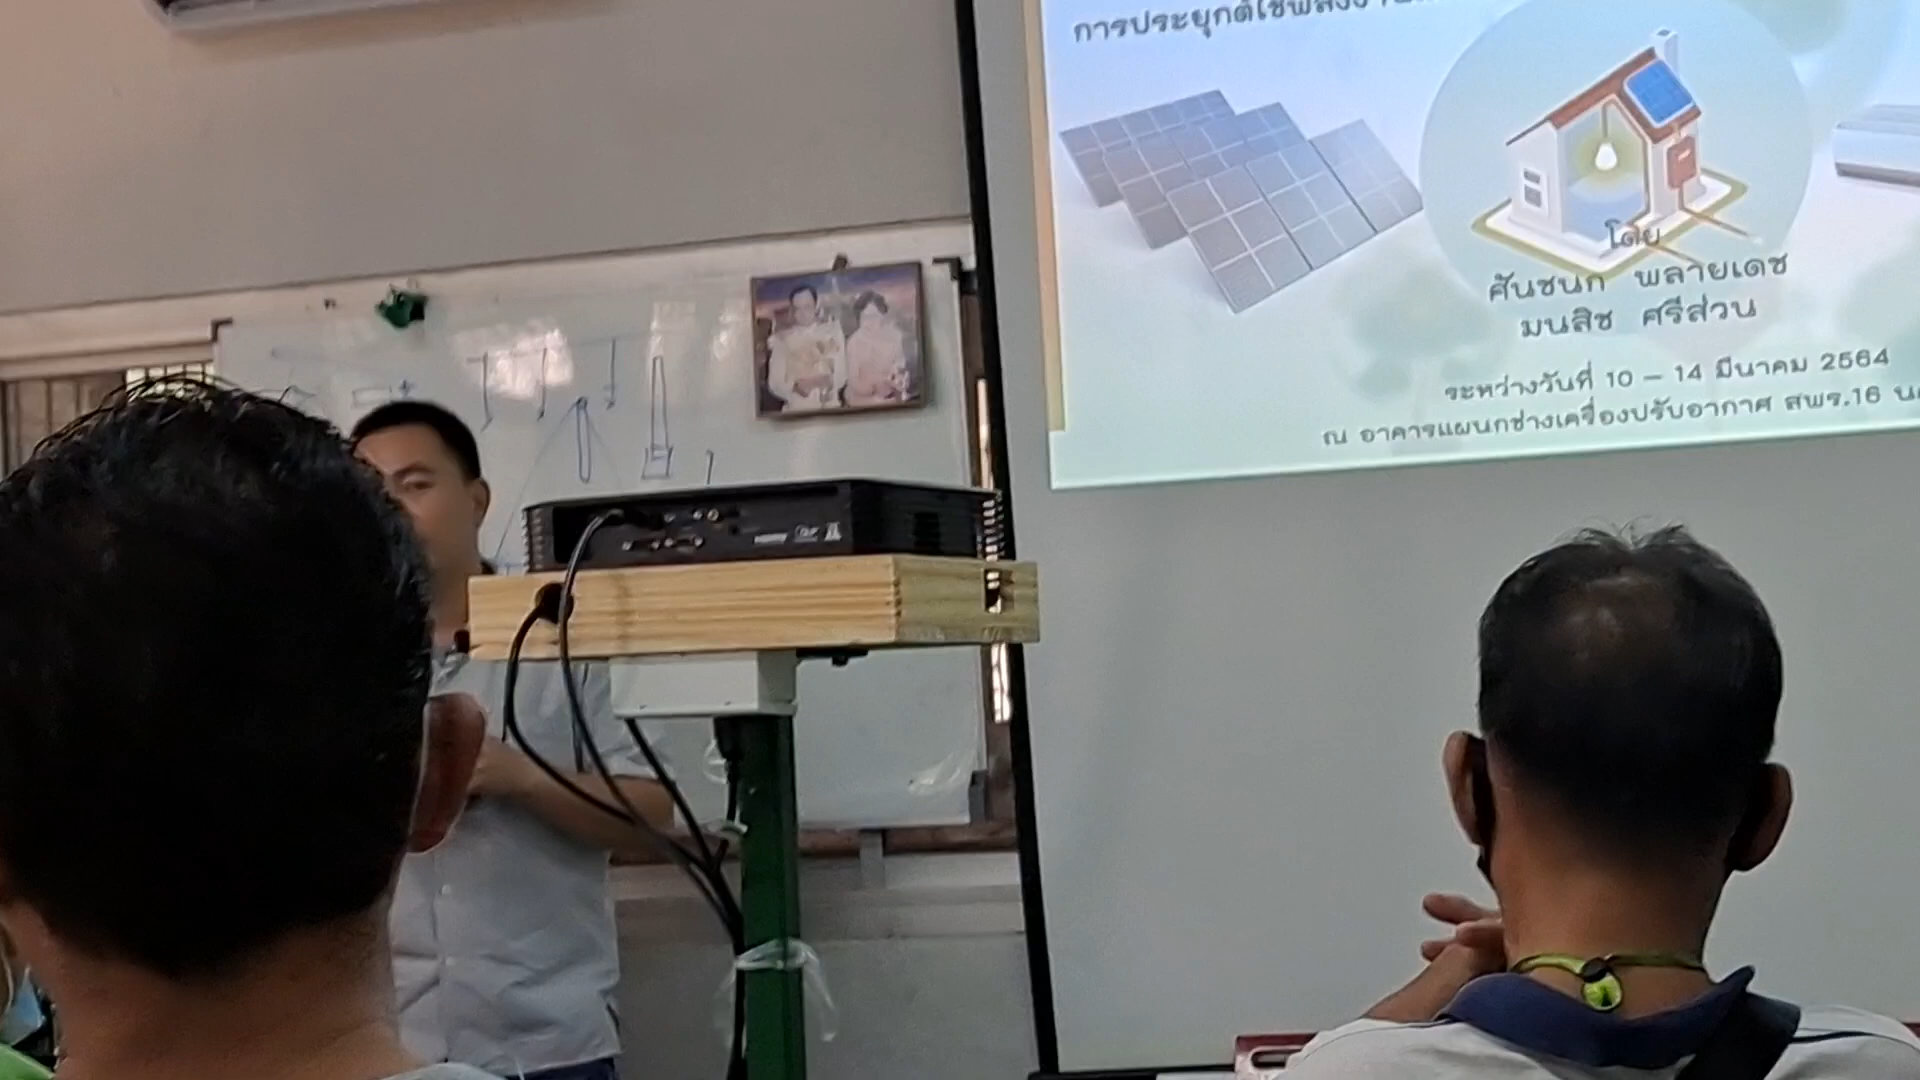 การประยุกต์ใช้พลังงาน
โดย
ศันชนก พลายเดช
มนสิช ศรีส่วน
ระหว่างวันที่ 10 – 14 มีนาคม 2564
ณ อาคารแผนกช่างเครื่องปรับอากาศ สพร.16